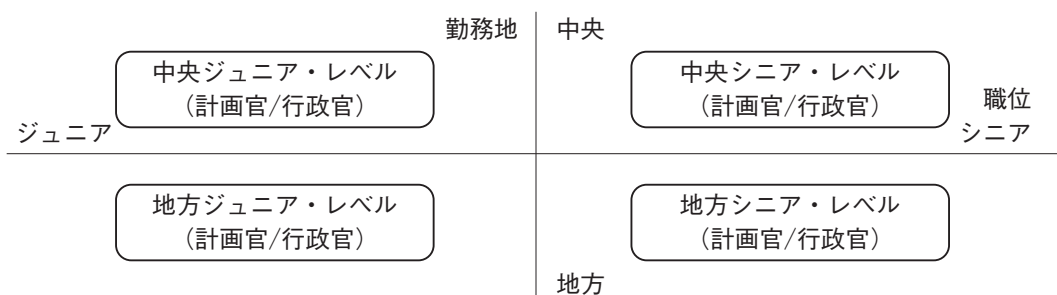 勤務地 中央
中央ジュニア・レベル
（計画官/行政官）
中央シニア・レベル
（計画官/行政官）
職位
ジュニア
シニア
地方ジュニア・レベル
（計画官/行政官）
地方シニア・レベル
（計画官/行政官）
地方